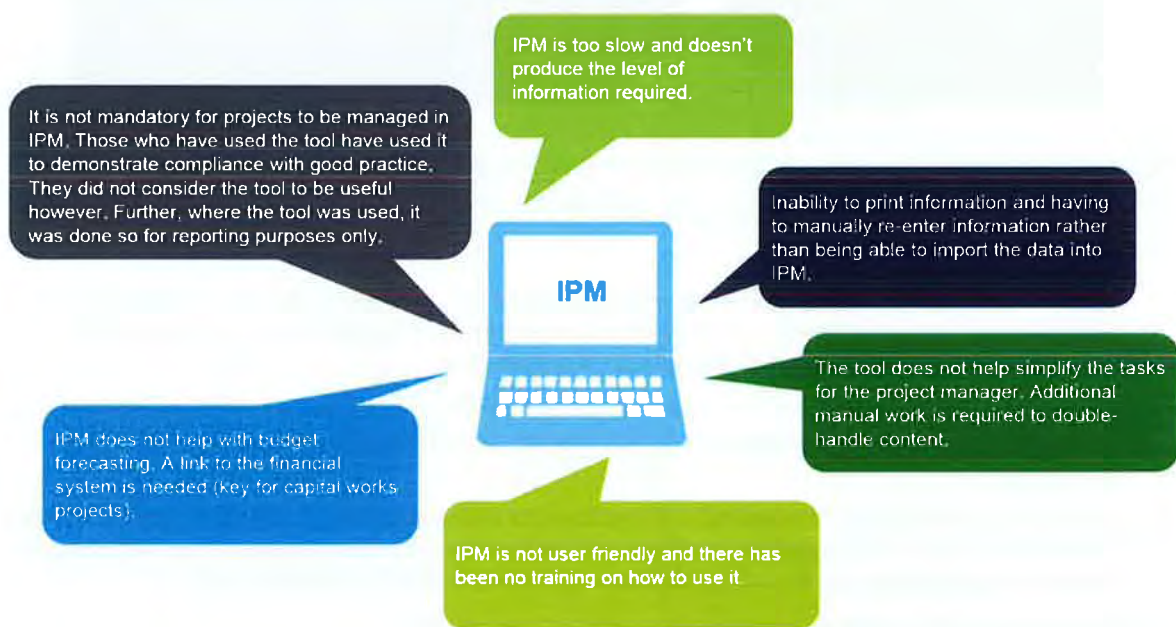 IPM is too slow and doesn't
produce the level of
information required.
It is not mandatory for projects to be managed in
IPM. Those who have used the tool have used it
to demonstrate compliance with good practice.
They did not consider the tool to be useful
however. Further, where the tool was used, it
was done so for reporting purposes only.
Inability to print information and having
to manually re-enter information rather
than being able to import the data into
IPM.
IPM
The tool does not help simplify the tasks
for the project manager. Additional
manual work is required to double-
handle content.
IPM does not help with budget
forecasting. A link to the financial
system is needed (key for capital works
projects).
IPM is not user friendly and there has
been no training on how to use it